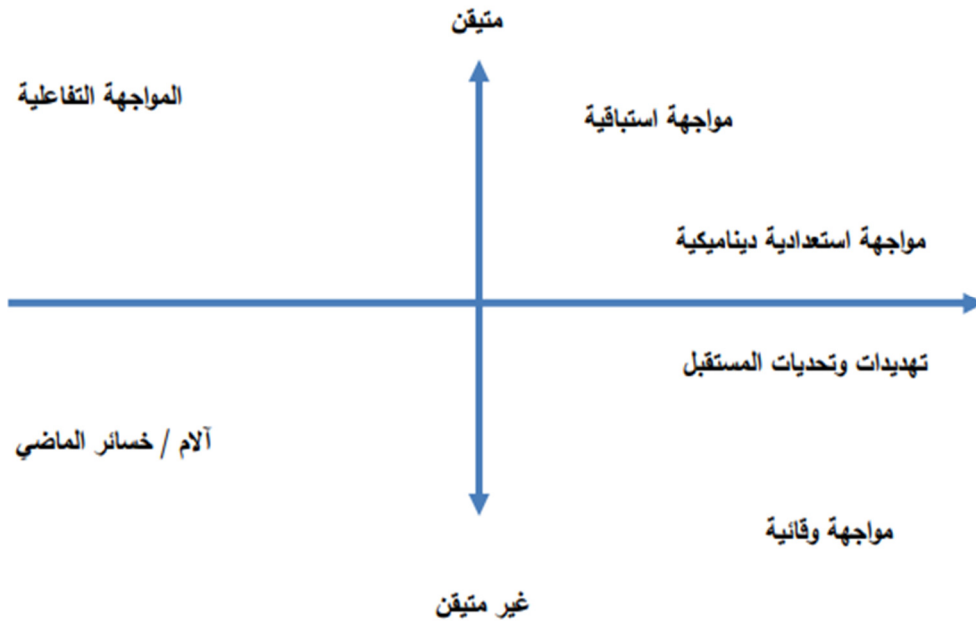 متيقن
المواجهة التفاعلية
مواجهة استباقية
مواجهة استعدادية ديناميكية
تهديدات وتحديات المستقبل
آلام / خسائر الماضي
مواجهة وقائية
غير متيقن